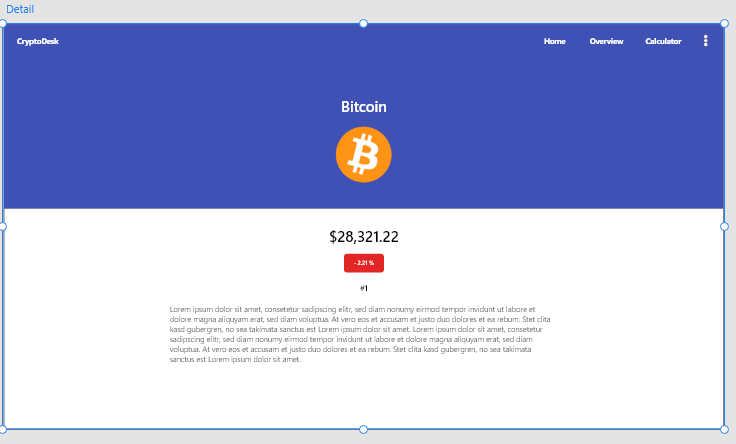 Detail
CryptoDesk Home Overview Calculator
Bitcoin
$28,321.22
- 2.21 %
#1
Lorem ipsum dolor sit amet, consetetur sadipscing elitr, sed diam nonumy eirmod tempor invidunt ut labore et
dolore magna aliquyam erat, sed diam voluptua. At vero eos et accusam et justo duo dolores et ea rebum. Stet clita
kasd gubergren, no sea takimata sanctus est Lorem ipsum dolor sit amet. Lorem ipsum dolor sit amet, consetetur
sadipscing elitr, sed diam nonumy eirmod tempor invidunt ut labore et dolore magna aliquyam erat, sed diam
voluptua. At vero eos et accusam et justo duo dolores et ea rebum. Stet clita kasd gubergren, no sea takimata
sanctus est Lorem ipsum dolor sit amet.